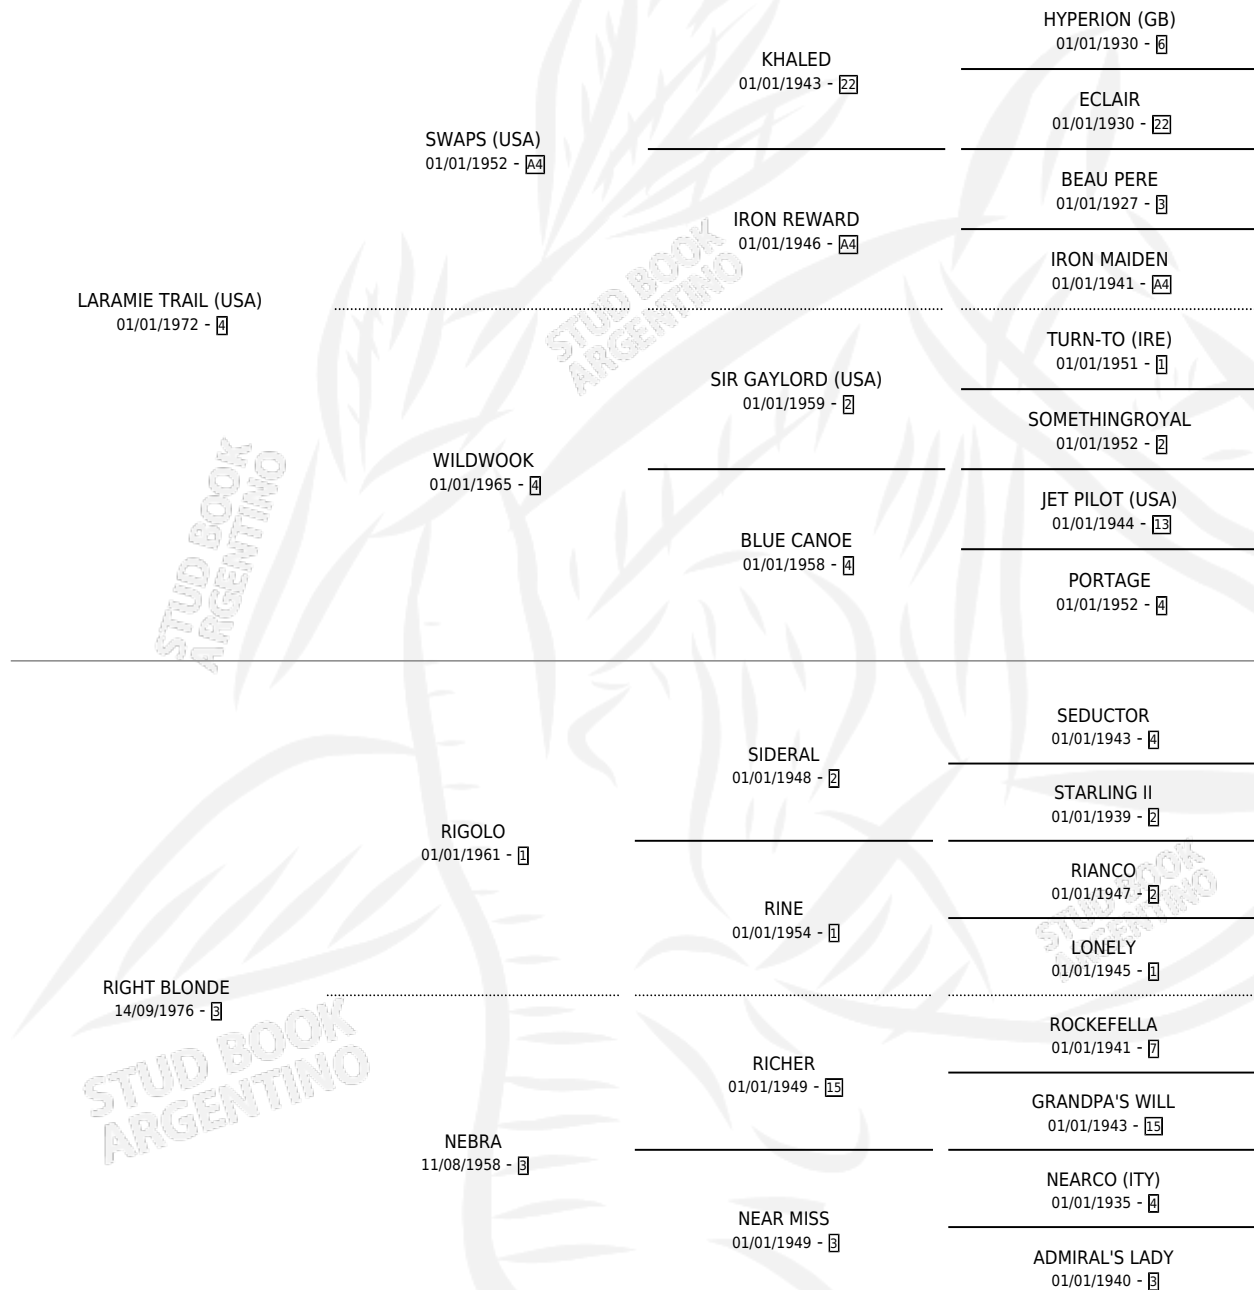 HYPERION (GB)
01/01/1930 - 6
KHALED
01/01/1943 - 22
ECLAIR
01/01/1930 - 22
SWAPS (USA)
01/01/1952 - A4
BEAU PERE
01/01/1927 - 3
IRON REWARD
01/01/1946 - A4
IRON MAIDEN
01/01/1941 - A4
LARAMIE TRAIL (USA)
01/01/1972 - 4
TURN-TO (IRE)
01/01/1951 - 1
SIR GAYLORD (USA)
01/01/1959 - 2
SOMETHINGROYAL
01/01/1952 - 2
WILDWOOK
01/01/1965 - 4
JET PILOT (USA)
01/01/1944 - 13
BLUE CANOE
01/01/1958 - 4
PORTAGE
01/01/1952 - 4
SEDUCTOR
01/01/1943 - 4
SIDERAL
01/01/1948 - 2
STARLING II
01/01/1939 - 2
RIGOLO
01/01/1961 - 1
RIANCO
01/01/1947 - 2
RINE
01/01/1954 - 1
LONELY
01/01/1945 - 1
RIGHT BLONDE
14/09/1976 - 3
ROCKEFELLA
01/01/1941 - 7
RICHER
01/01/1949 - 15
GRANDPA'S WILL
01/01/1943 - 15
NEBRA
11/08/1958 - 3
NEARCO (ITY)
01/01/1935 - 4
NEAR MISS
01/01/1949 - 3
ADMIRAL'S LADY
01/01/1940 - 3
STUD BOOK
ARGENTINO
STUD BOOK
ARGENTINO
STUD BOOK
ARGENTINO
STUD BOOK
ARGENTINO